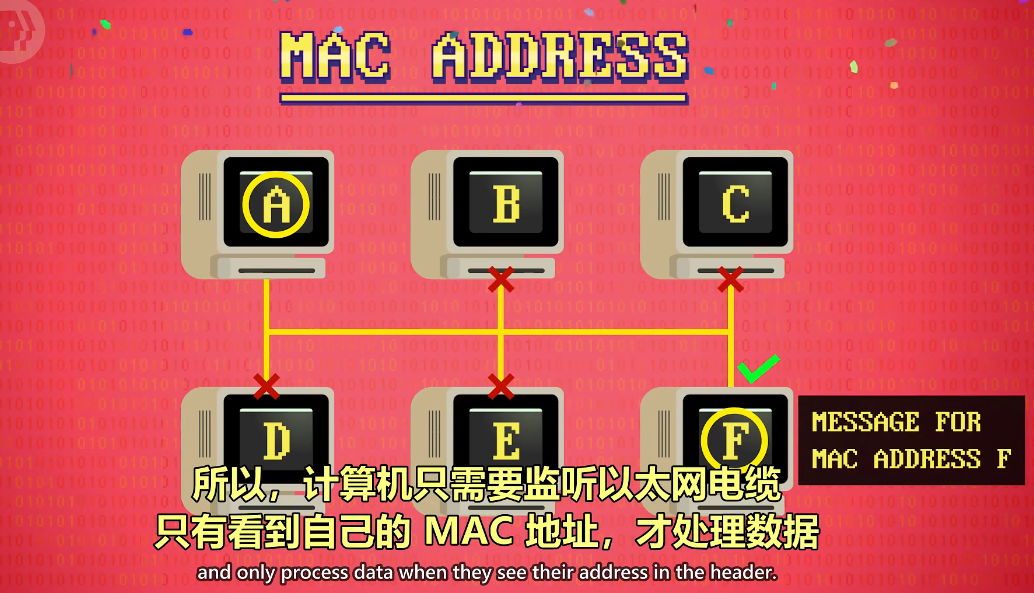 MAC ADDRESS
A
B
C
D
E
F
MESSAGE FOR
MAC ADDRESS F
所以，计算机只需要监听以太网电缆
只有看到自己的 MAC 地址，才处理数据
and only process data when they see their address in the header.